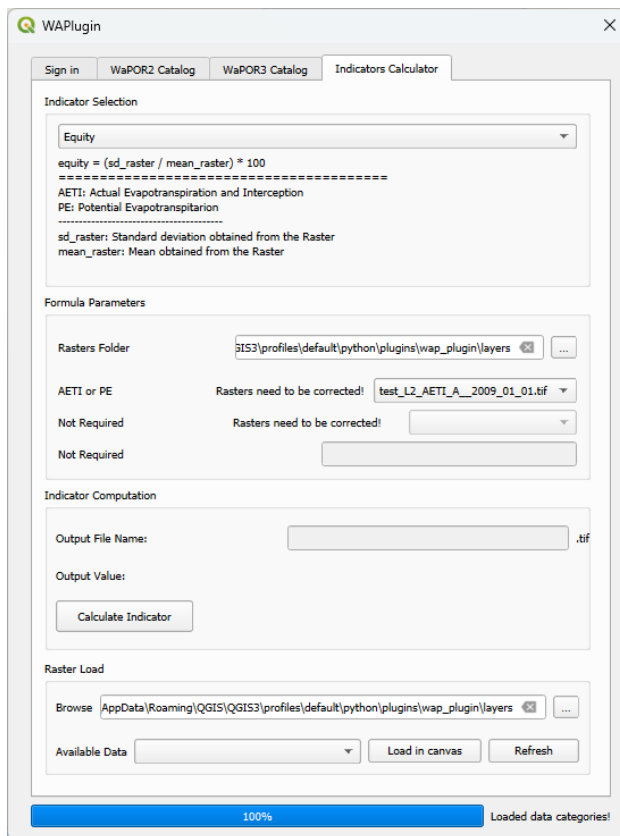 WAPlugin
Sign in WaPOR2 Catalog WaPOR3 Catalog Indicators Calculator
Indicator Selection
Equity
equity = (sd_raster / mean_raster) * 100
=========================================
AETI: Actual Evapotranspiration and Interception
PE: Potential Evapotranspitarion
----------------------------------------
sd_raster: Standard deviation obtained from the Raster
mean_raster: Mean obtained from the Raster
Formula Parameters
Rasters Folder GIS3\profiles\default\python\plugins\wap_plugin\layers ...
AETI or PE Rasters need to be corrected! test_L2_AETI_A__2009_01_01.tif
Not Required Rasters need to be corrected!
Not Required
Indicator Computation
Output File Name: .tif
Output Value:
Calculate Indicator
Raster Load
Browse AppData\Roaming\QGIS\QGIS3\profiles\default\python\plugins\wap_plugin\layers ...
Available Data Load in canvas Refresh
100% Loaded data categories!